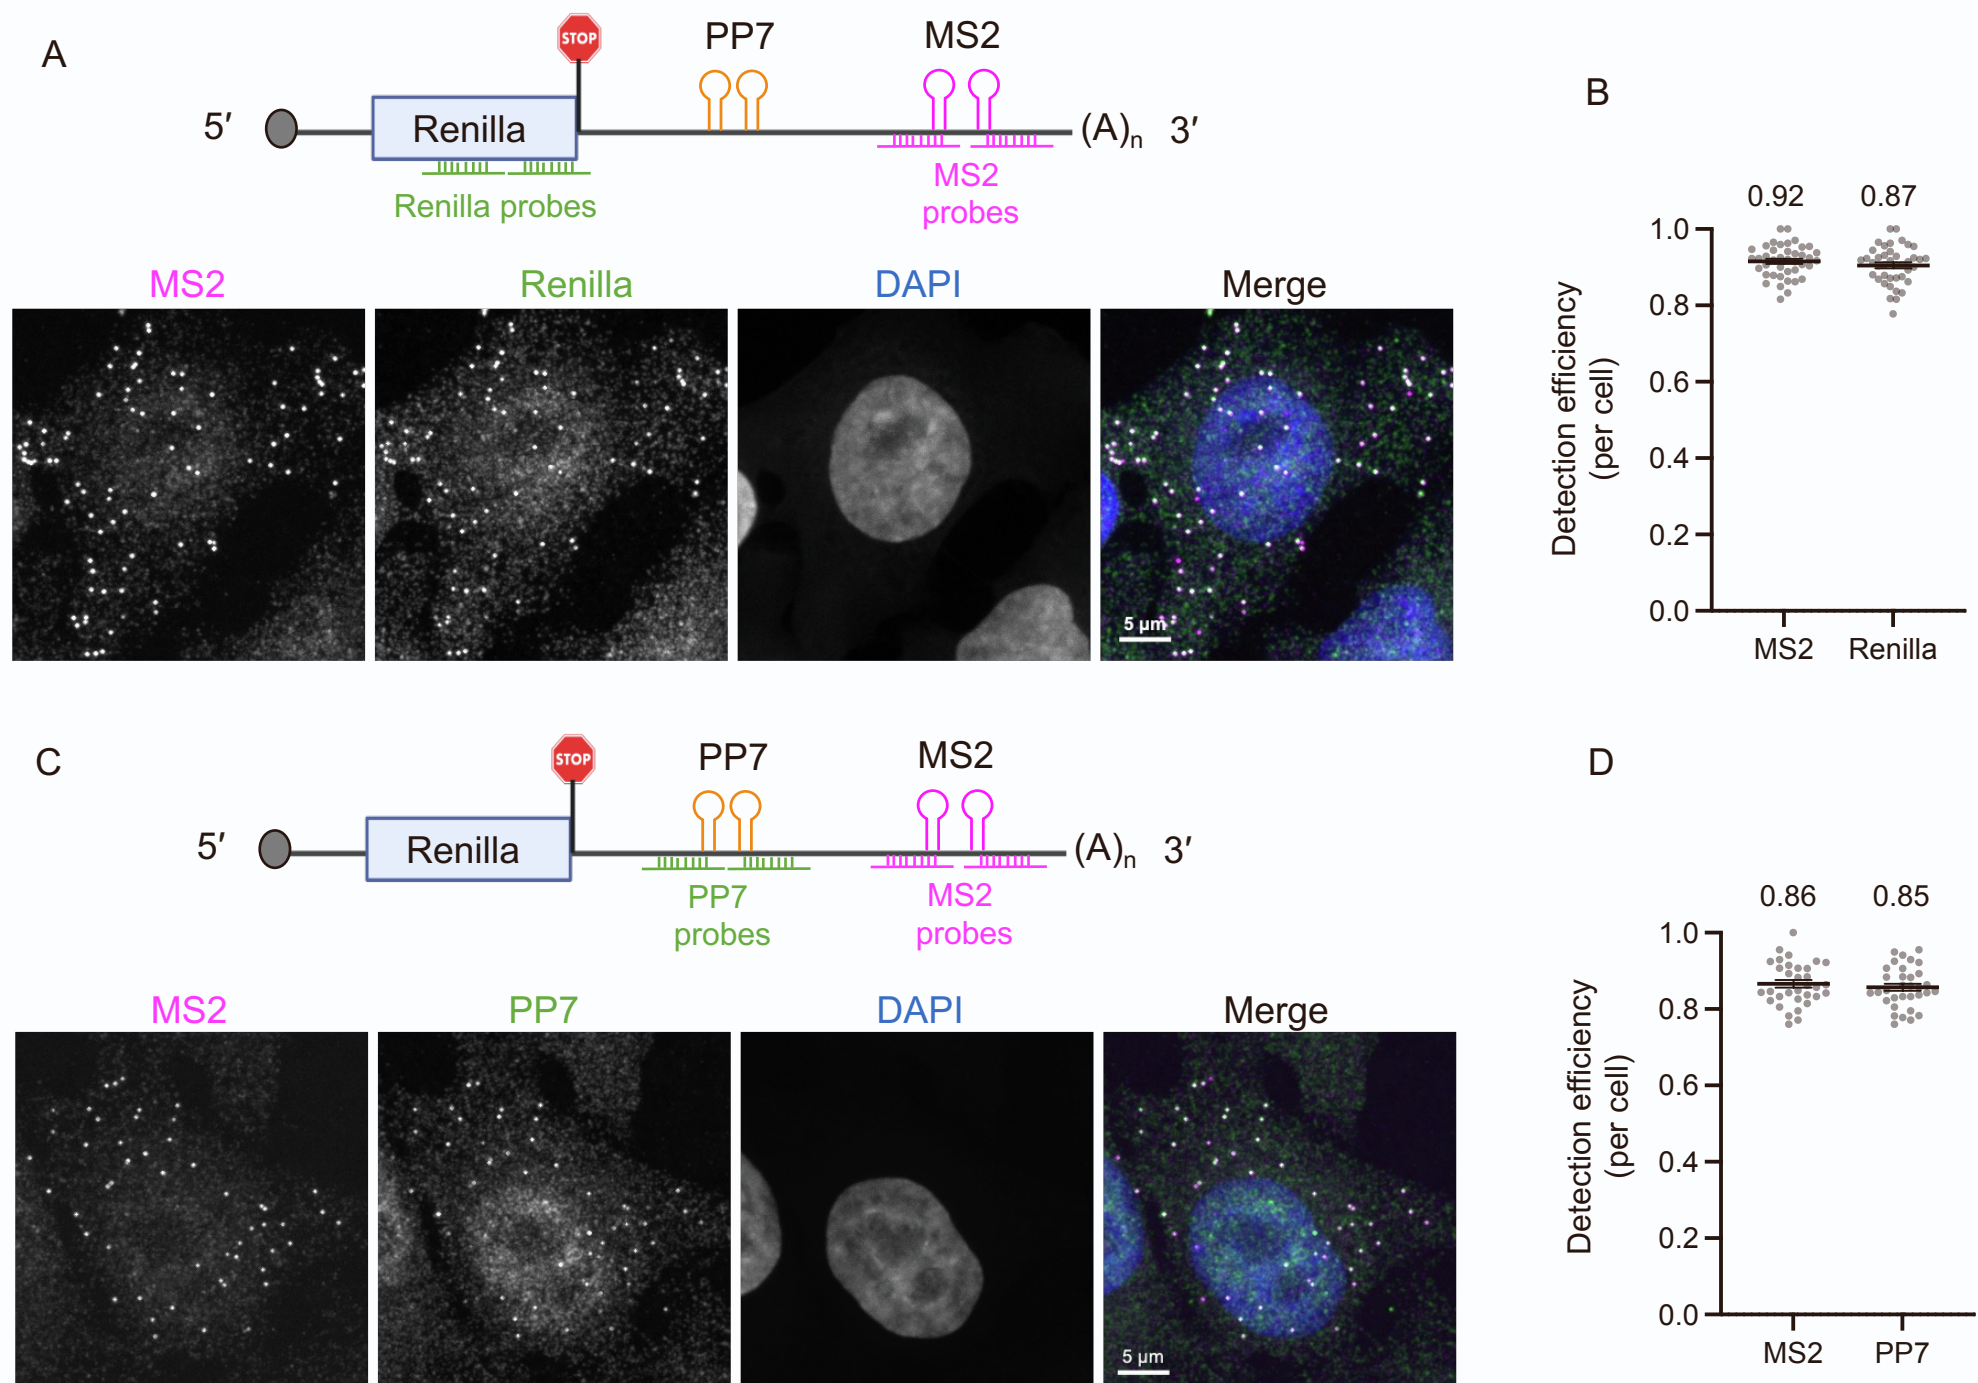 A
STOP
PP7
MS2
5′
Renilla
(A)n 3′
Renilla probes
MS2
probes
MS2
Renilla
DAPI
Merge
5 µm
B
0.92
0.87
1.0
0.8
0.6
0.4
0.2
0.0
Detection efficiency
(per cell)
MS2
Renilla
C
STOP
PP7
MS2
5′
Renilla
(A)n 3′
PP7
probes
MS2
probes
MS2
PP7
DAPI
Merge
5 µm
D
0.86
0.85
1.0
0.8
0.6
0.4
0.2
0.0
Detection efficiency
(per cell)
MS2
PP7